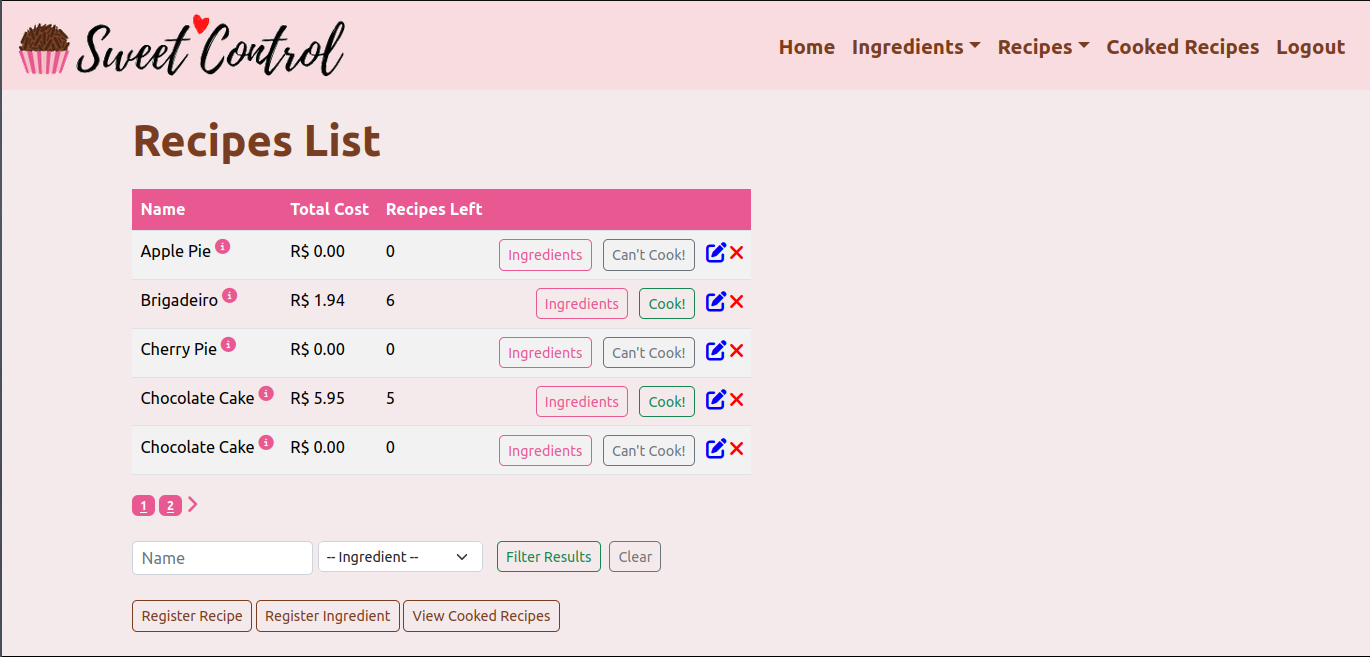 Sweet Control
Home Ingredients Recipes Cooked Recipes Logout
Recipes List
Name Total Cost Recipes Left
Apple Pie i R$ 0.00 0 Ingredients Can't Cook!
Brigadeiro i R$ 1.94 6 Ingredients Cook!
Cherry Pie i R$ 0.00 0 Ingredients Can't Cook!
Chocolate Cake i R$ 5.95 5 Ingredients Cook!
Chocolate Cake i R$ 0.00 0 Ingredients Can't Cook!
1 2
Name -- Ingredient -- Filter Results Clear
Register Recipe Register Ingredient View Cooked Recipes